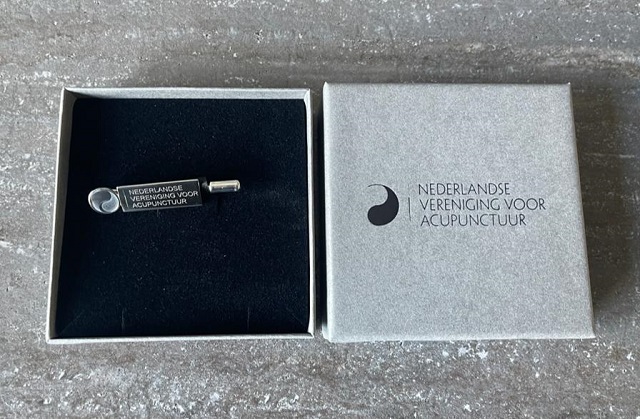 NEDERLANDSE
VERENIGING VOOR
ACUPUNCTUUR
NEDERLANDSE
VERENIGING VOOR
ACUPUNCTUUR